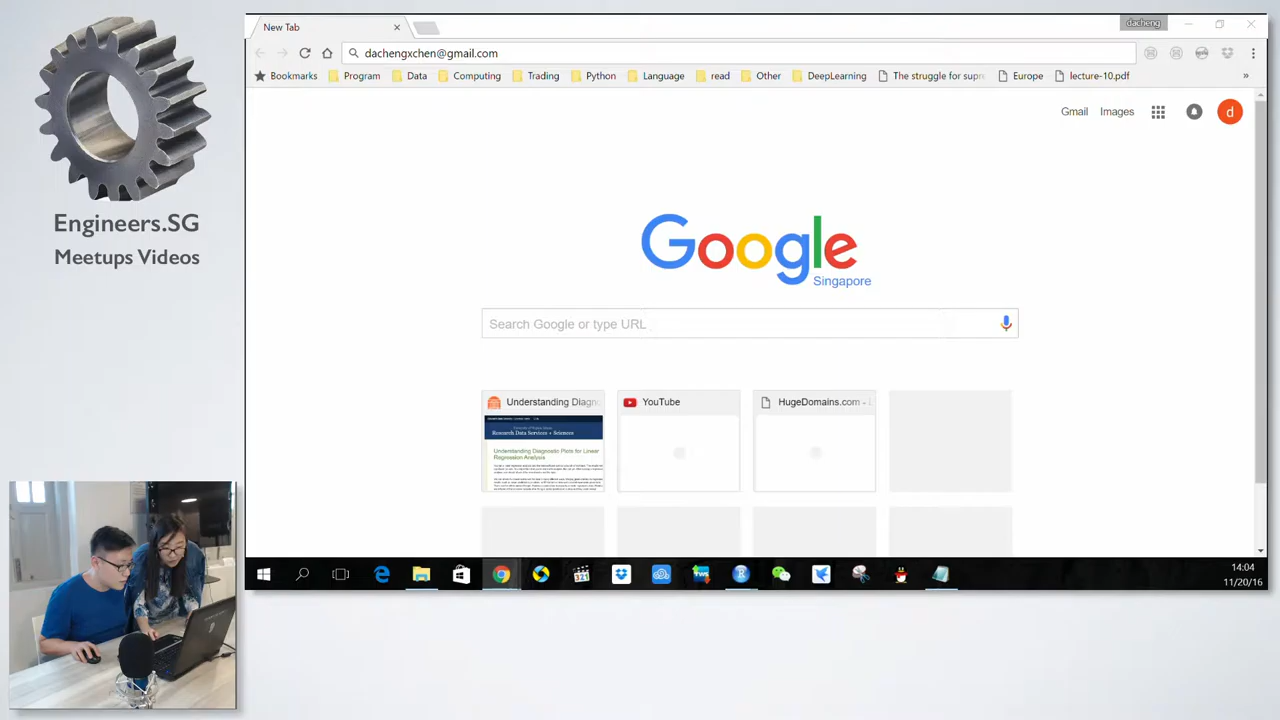 Engineers.SG
Meetups Videos
New Tab
dacheng
dachengxchen@gmail.com
Bookmarks Program Data Computing Trading Python Language read Other DeepLearning The struggle for supr Europe lecture-10.pdf »
Gmail Images d
Google
Singapore
Search Google or type URL
Understanding Diagn YouTube HugeDomains.com -
Research Data Services + Sciences
Understanding Diagnostic Plots for Linear
Regression Analysis
14:04
11/20/16